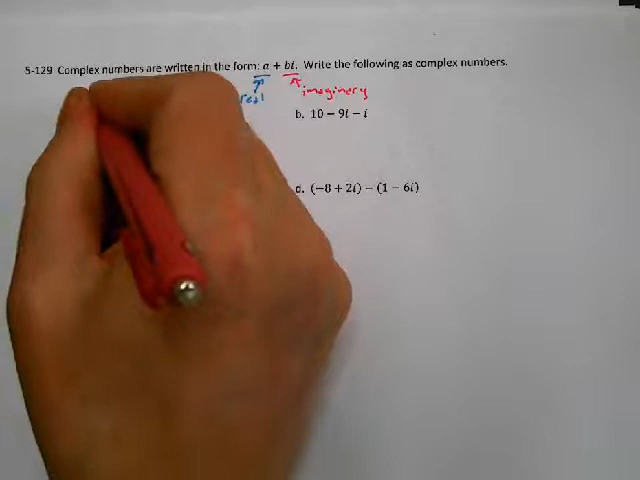 5-129 Complex numbers are written in the form: a + bi. Write the following as complex numbers.
real imaginary
b. 10 − 9i − i
d. (−8 + 2i) − (1 − 6i)